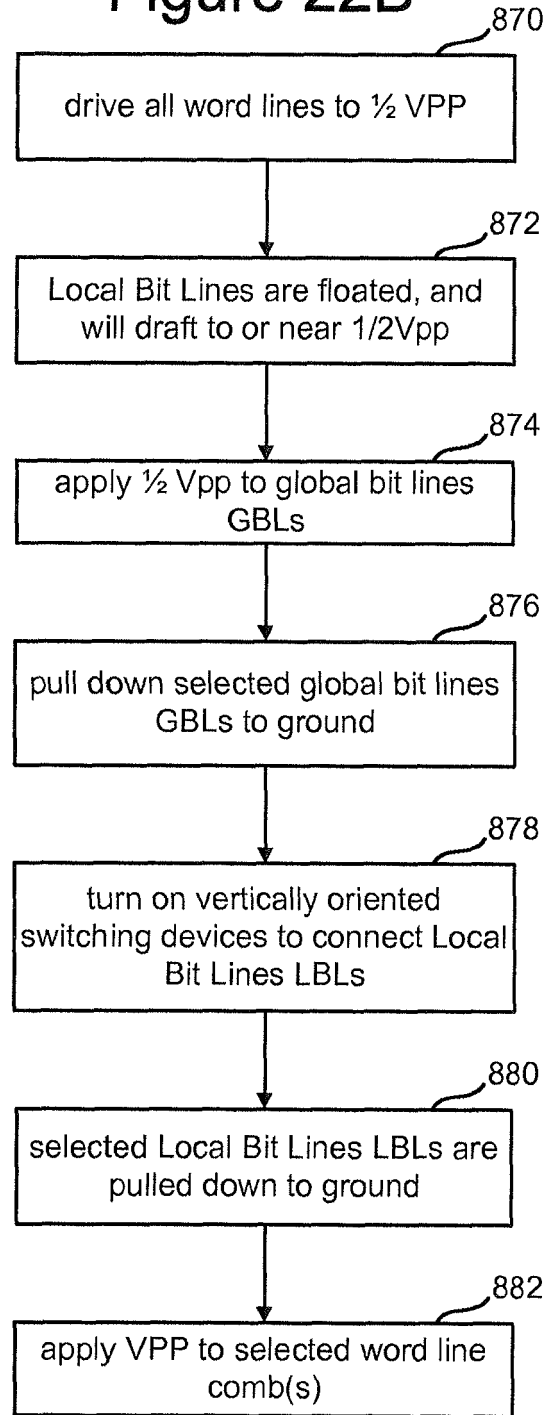 Figure 22B
870
drive all word lines to ½ VPP
872
Local Bit Lines are floated, and
will draft to or near 1/2Vpp
874
apply ½ Vpp to global bit lines
GBLs
876
pull down selected global bit lines
GBLs to ground
878
turn on vertically oriented
switching devices to connect Local
Bit Lines LBLs
880
selected Local Bit Lines LBLs are
pulled down to ground
882
apply VPP to selected word line
comb(s)